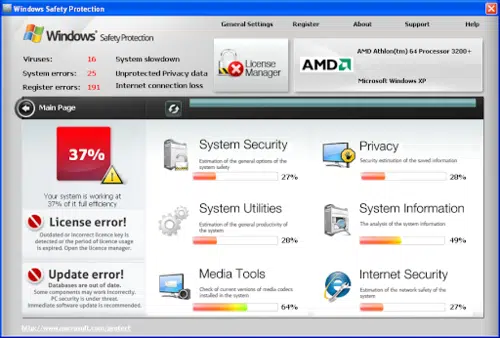 Windows Safety Protection
Windows® Safety Protection
General Settings Register About Support Help
Viruses: 16 System slowdown
System errors: 25 Unprotected Privacy data
Register errors: 191 Internet connection loss
License Manager
AMD
AMD Athlon(tm) 64 Processor 3200+
Microsoft Windows XP
Main Page
37%
Your system is working at
37% of it full efficiency
License error!
Outdated or incorrect licence key is
detected or the period of licence usage
is expired. Open the licence manager.
Update error!
Databases are out of date.
Some components may work incorrectly.
PC security is under threat.
Immediate software update is recommended.
System Security
Estimation of the general options of the
system safety
27%
Privacy
Security estimation of the saved information
28%
System Utilities
Estimation of the general productivity of
the system
20%
System Information
The analysis of the system information
49%
Media Tools
Check of current versions of media coders
installed in the system
64%
Internet Security
Estimation of the network safety of the
system
27%